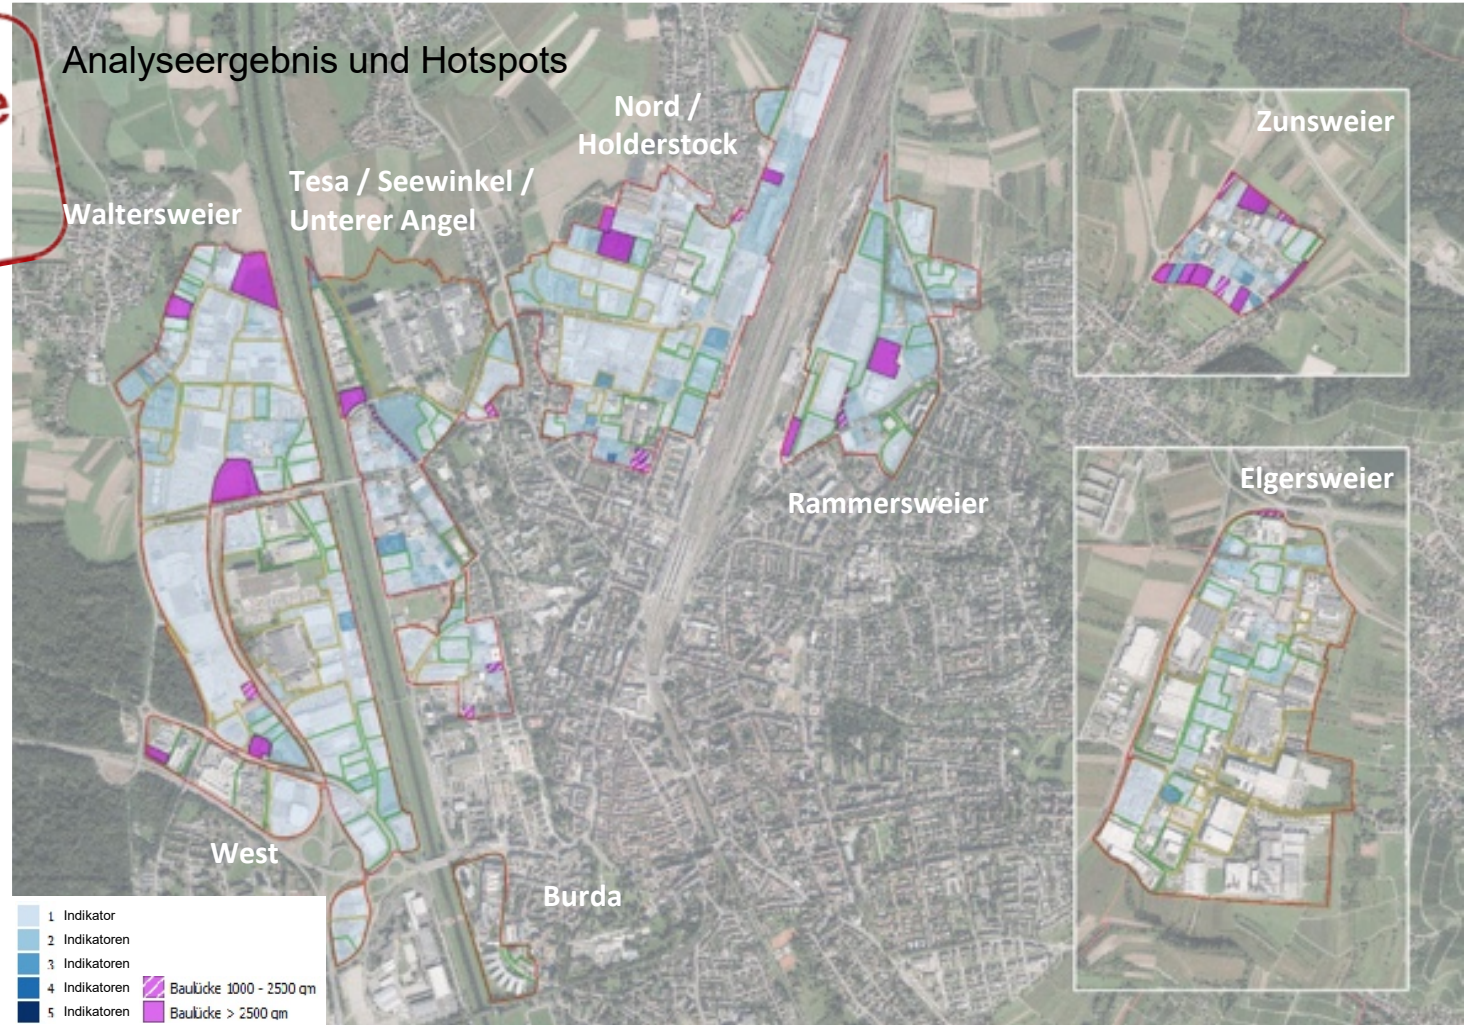 e
Analyseergebnis und Hotspots
Nord /
Holderstock
Zunsweier
Tesa / Seewinkel /
Unterer Angel
Waltersweier
Elgersweier
Rammersweier
West
Burda
1 Indikator
2 Indikatoren
3 Indikatoren
4 Indikatoren
5 Indikatoren
Baulücke 1000 - 2500 qm
Baulücke > 2500 qm